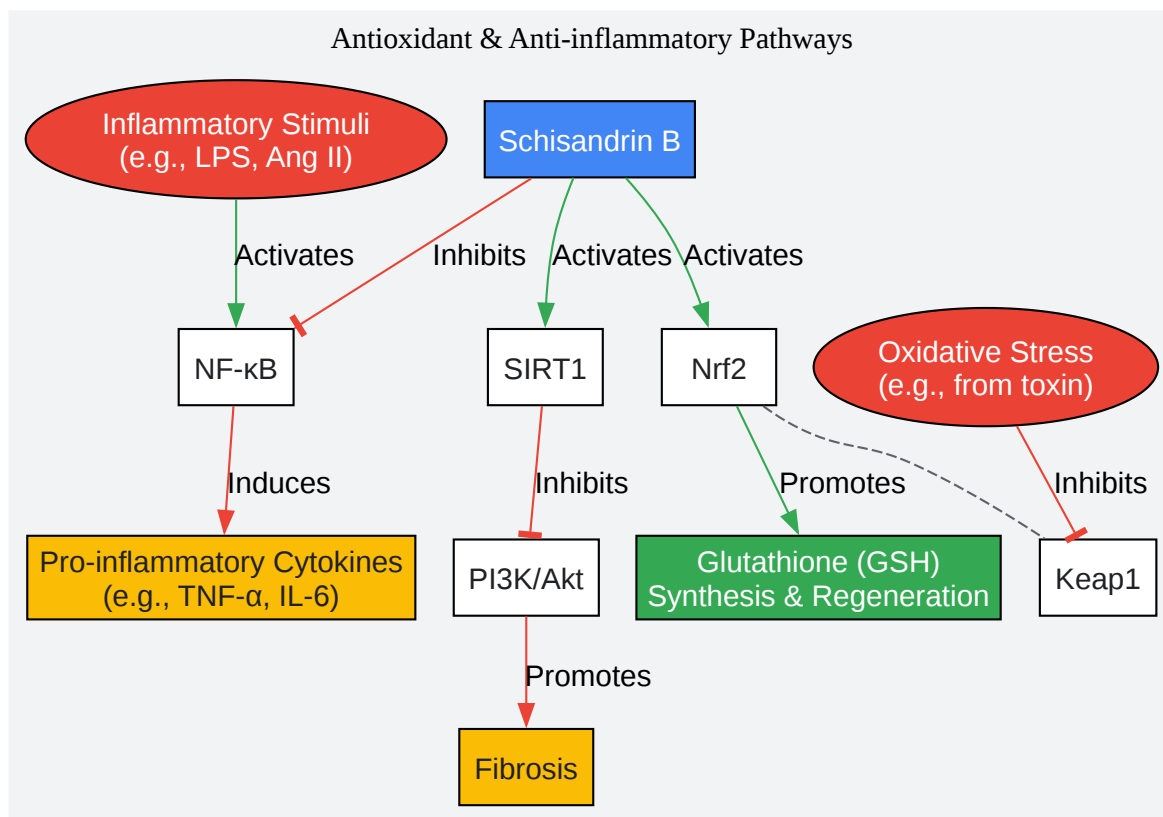 Antioxidant & Anti-inflammatory Pathways
Inflammatory Stimuli
(e.g., LPS, Ang II)
Schisandrin B
Activates
Inhibits
Activates
Activates
NF-κB
SIRT1
Nrf2
Oxidative Stress
(e.g., from toxin)
Induces
Inhibits
Promotes
Inhibits
Pro-inflammatory Cytokines
(e.g., TNF-α, IL-6)
PI3K/Akt
Glutathione (GSH)
Synthesis & Regeneration
Keap1
Promotes
Fibrosis